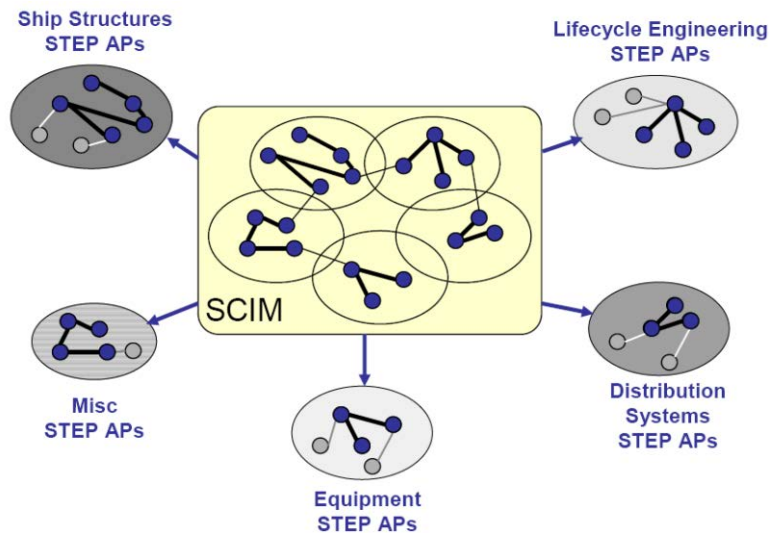 Ship Structures
STEP APs
Lifecycle Engineering
STEP APs
SCIM
Misc
STEP APs
Distribution
Systems
STEP APs
Equipment
STEP APs